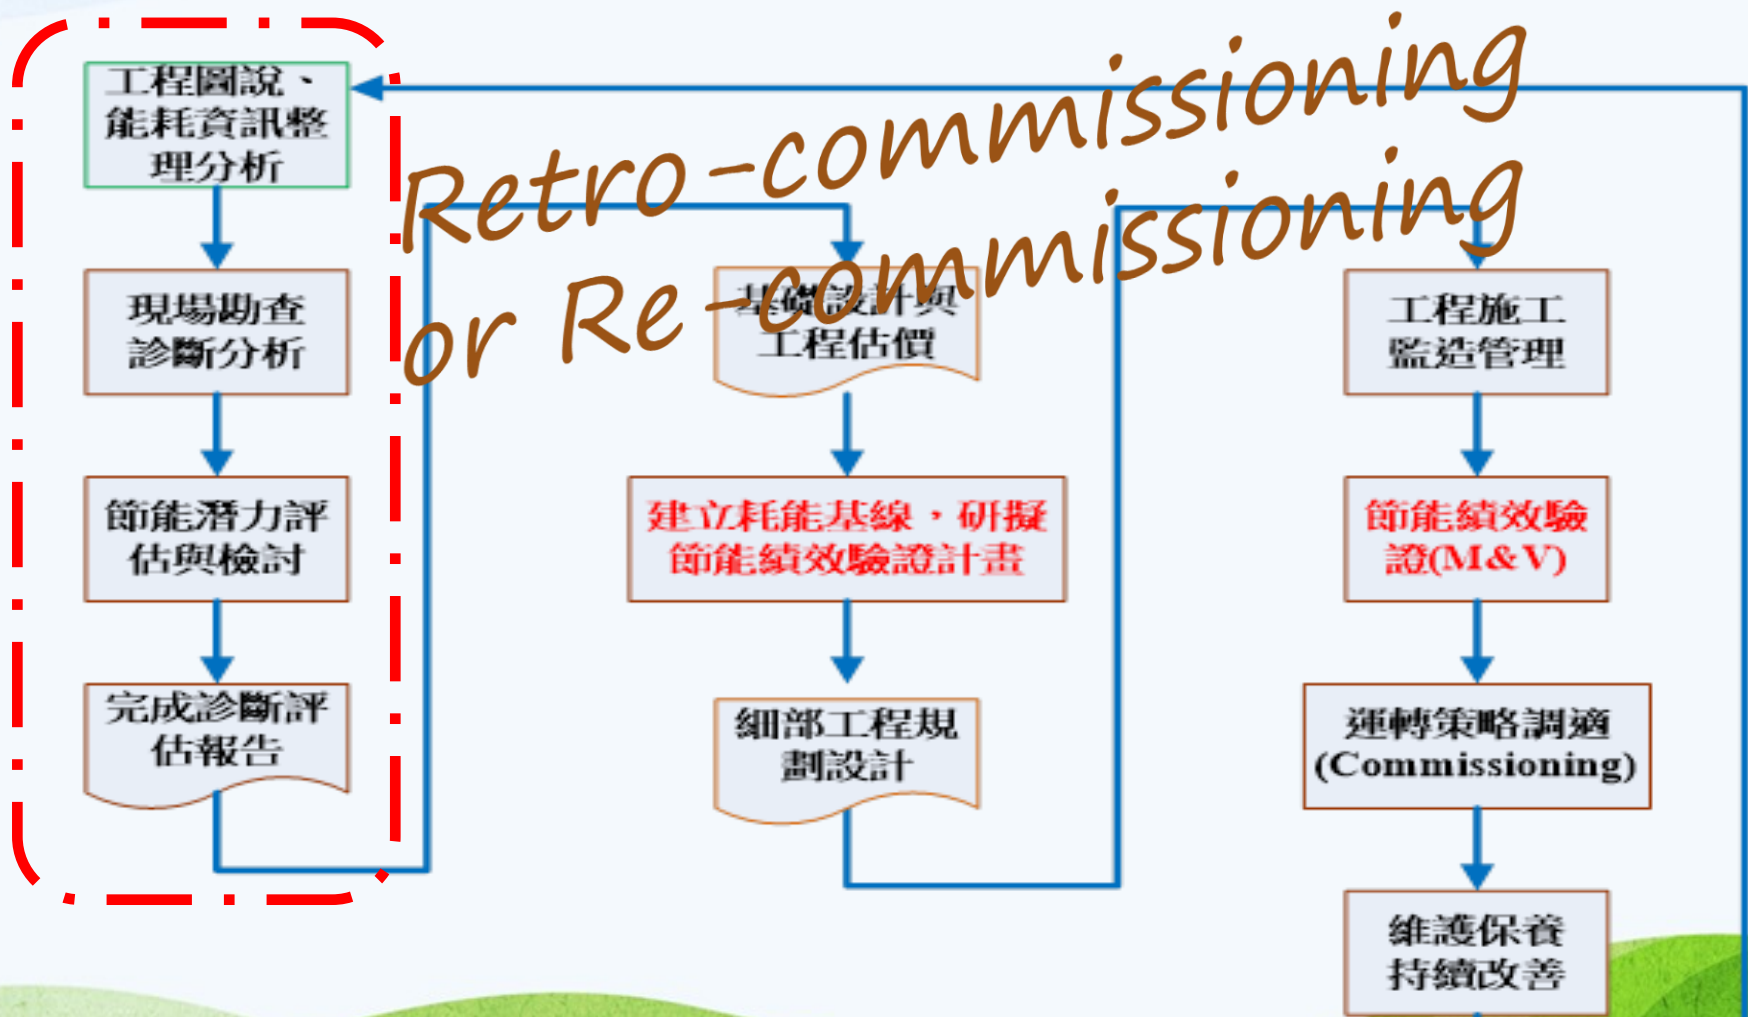 工程圖說、
能耗資訊整
理分析
現場勘查
診斷分析
節能潛力評
估與檢討
完成診斷評
估報告
Retro-commissioning
or Re-commissioning
基礎設計與
工程估價
建立耗能基線，研擬
節能績效驗證計畫
細部工程規
劃設計
工程施工
監造管理
節能績效驗
證(M&V)
運轉策略調適
(Commissioning)
維護保養
持續改善